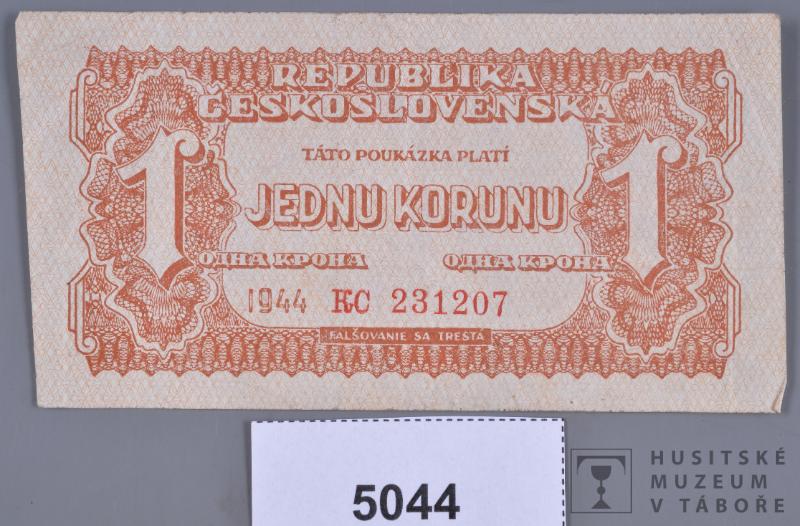 REPUBLIKA
ČESKOSLOVENSKÁ
TÁTO POUKÁZKA PLATÍ
1 JEDNU KORUNU 1
ОДНА КРОНА ОДНА КРОНА
1944 КС 231207
FALŠOVANIE SA TRESTÁ
5044
HUSITSKÉ
MUZEUM
V TÁBOŘE